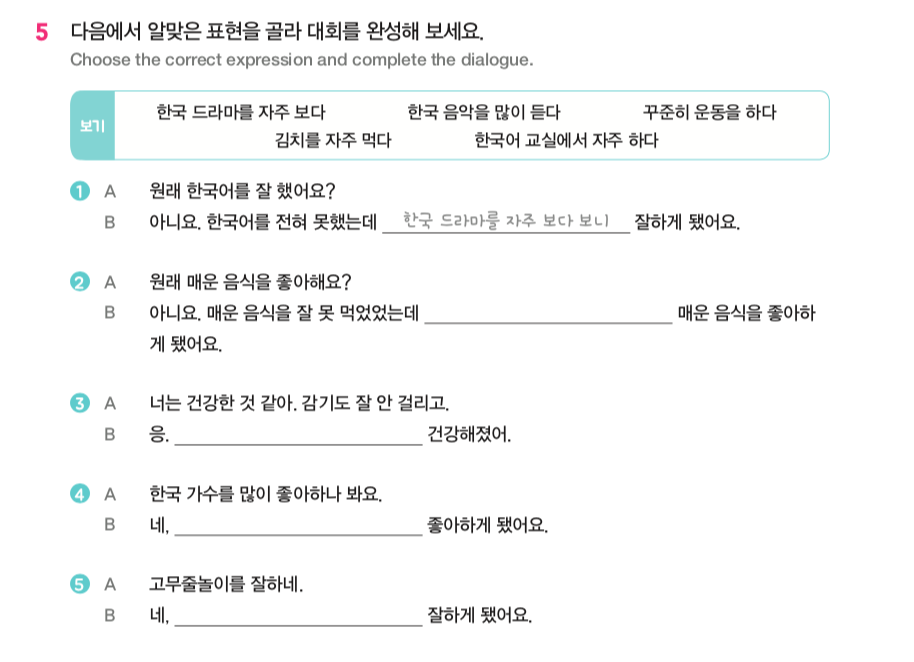 5 다음에서 알맞은 표현을 골라 대회를 완성해 보세요.
Choose the correct expression and complete the dialogue.
보기
한국 드라마를 자주 보다 한국 음악을 많이 듣다 꾸준히 운동을 하다
김치를 자주 먹다 한국어 교실에서 자주 하다
1 A 원래 한국어를 잘 했어요?
B 아니요. 한국어를 전혀 못했는데 한국 드라마를 자주 보다 보니 잘하게 됐어요.
2 A 원래 매운 음식을 좋아해요?
B 아니요. 매운 음식을 잘 못 먹었었는데 매운 음식을 좋아하
게 됐어요.
3 A 너는 건강한 것 같아. 감기도 잘 안 걸리고.
B 응. 건강해졌어.
4 A 한국 가수를 많이 좋아하나 봐요.
B 네, 좋아하게 됐어요.
5 A 고무줄놀이를 잘하네.
B 네, 잘하게 됐어요.